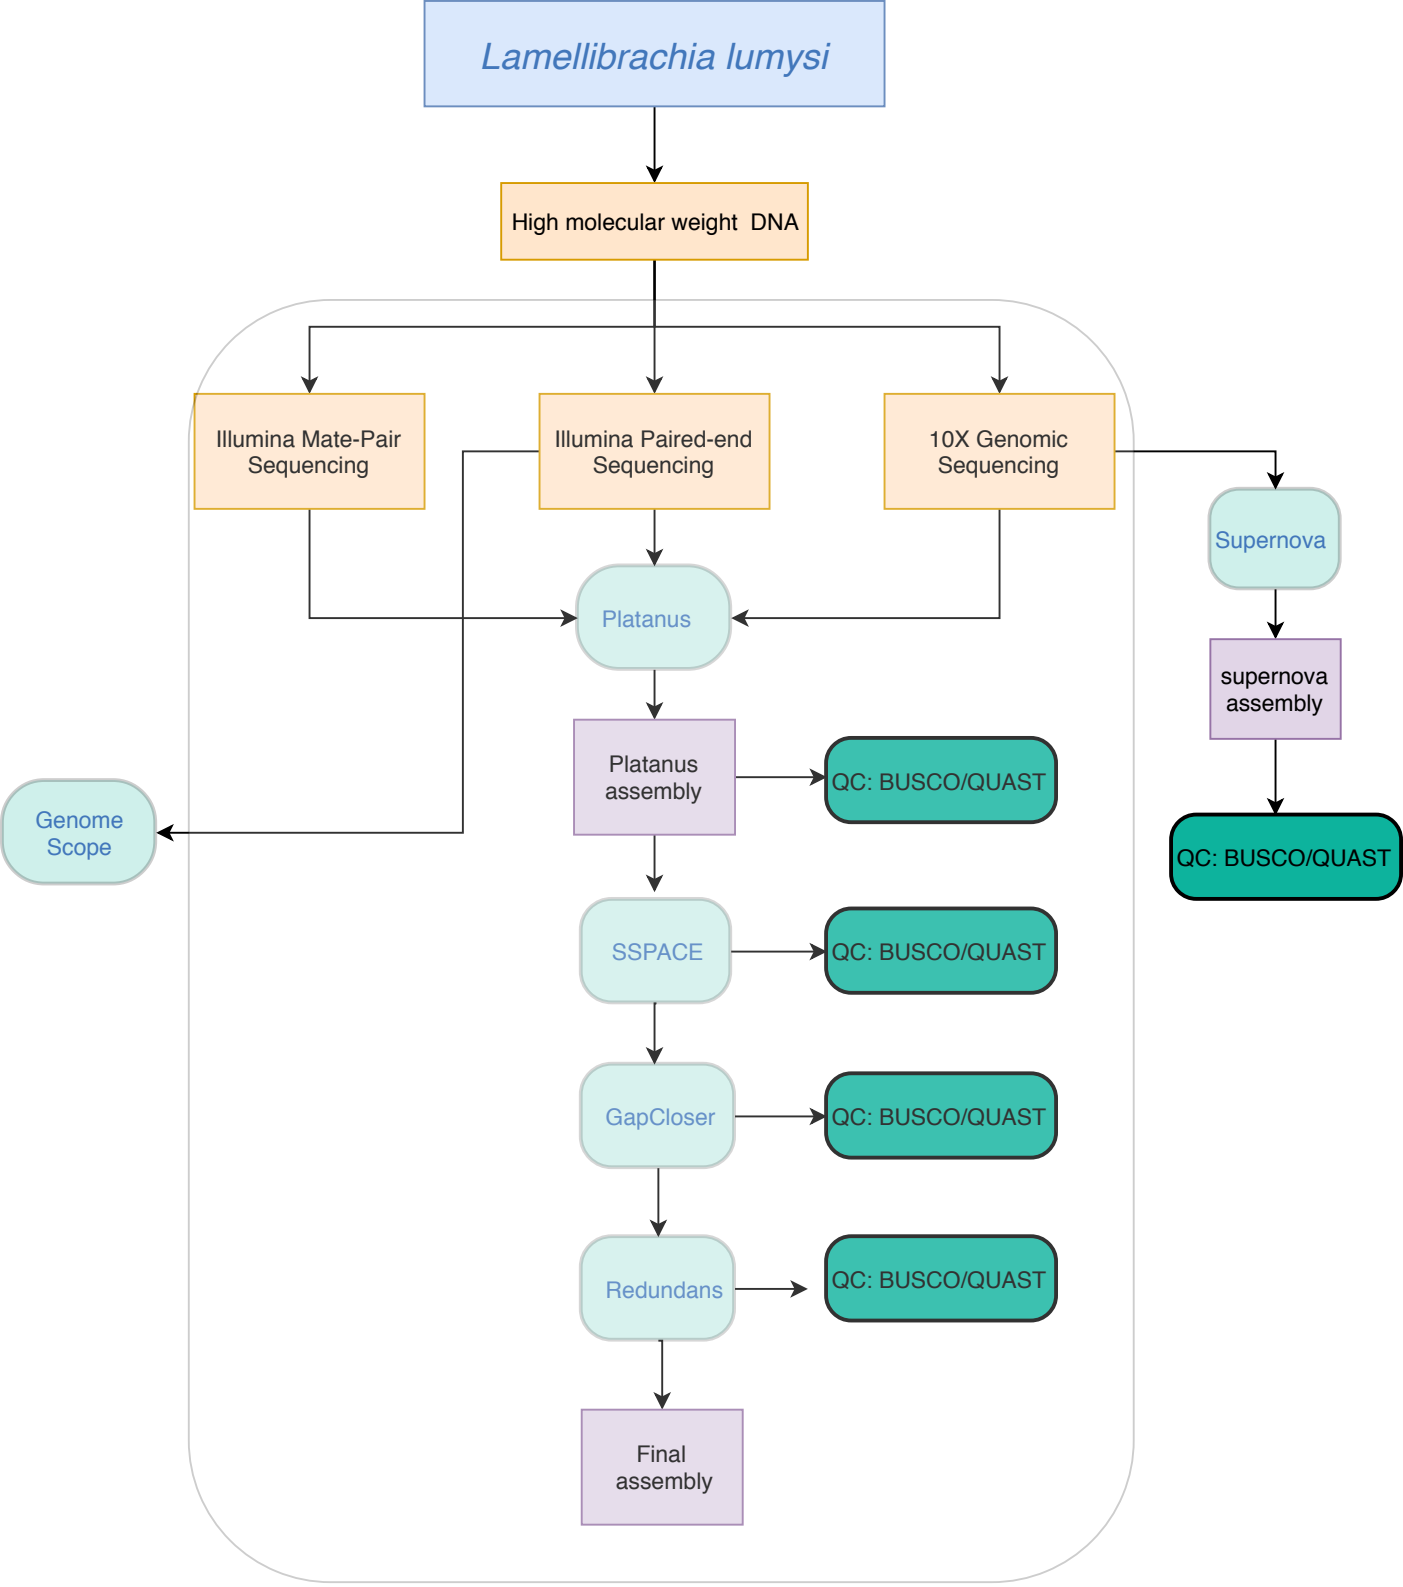 Lamellibrachia lumysi
High molecular weight  DNA
Illumina Mate-Pair
Sequencing
Illumina Paired-end
Sequencing
10X Genomic
Sequencing
Supernova
Platanus
supernova
assembly
Platanus
assembly
QC: BUSCO/QUAST
Genome
Scope
QC: BUSCO/QUAST
SSPACE
QC: BUSCO/QUAST
GapCloser
QC: BUSCO/QUAST
Redundans
QC: BUSCO/QUAST
Final
assembly